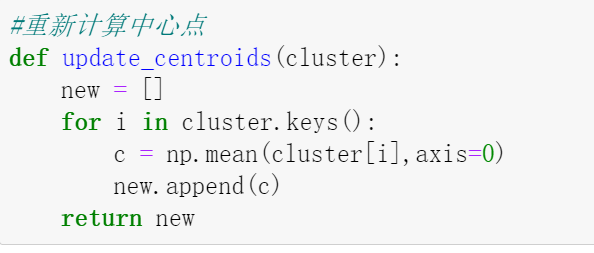 #重新计算中心点
def update_centroids(cluster):
    new = []
    for i in cluster.keys():
        c = np.mean(cluster[i],axis=0)
        new.append(c)
    return new